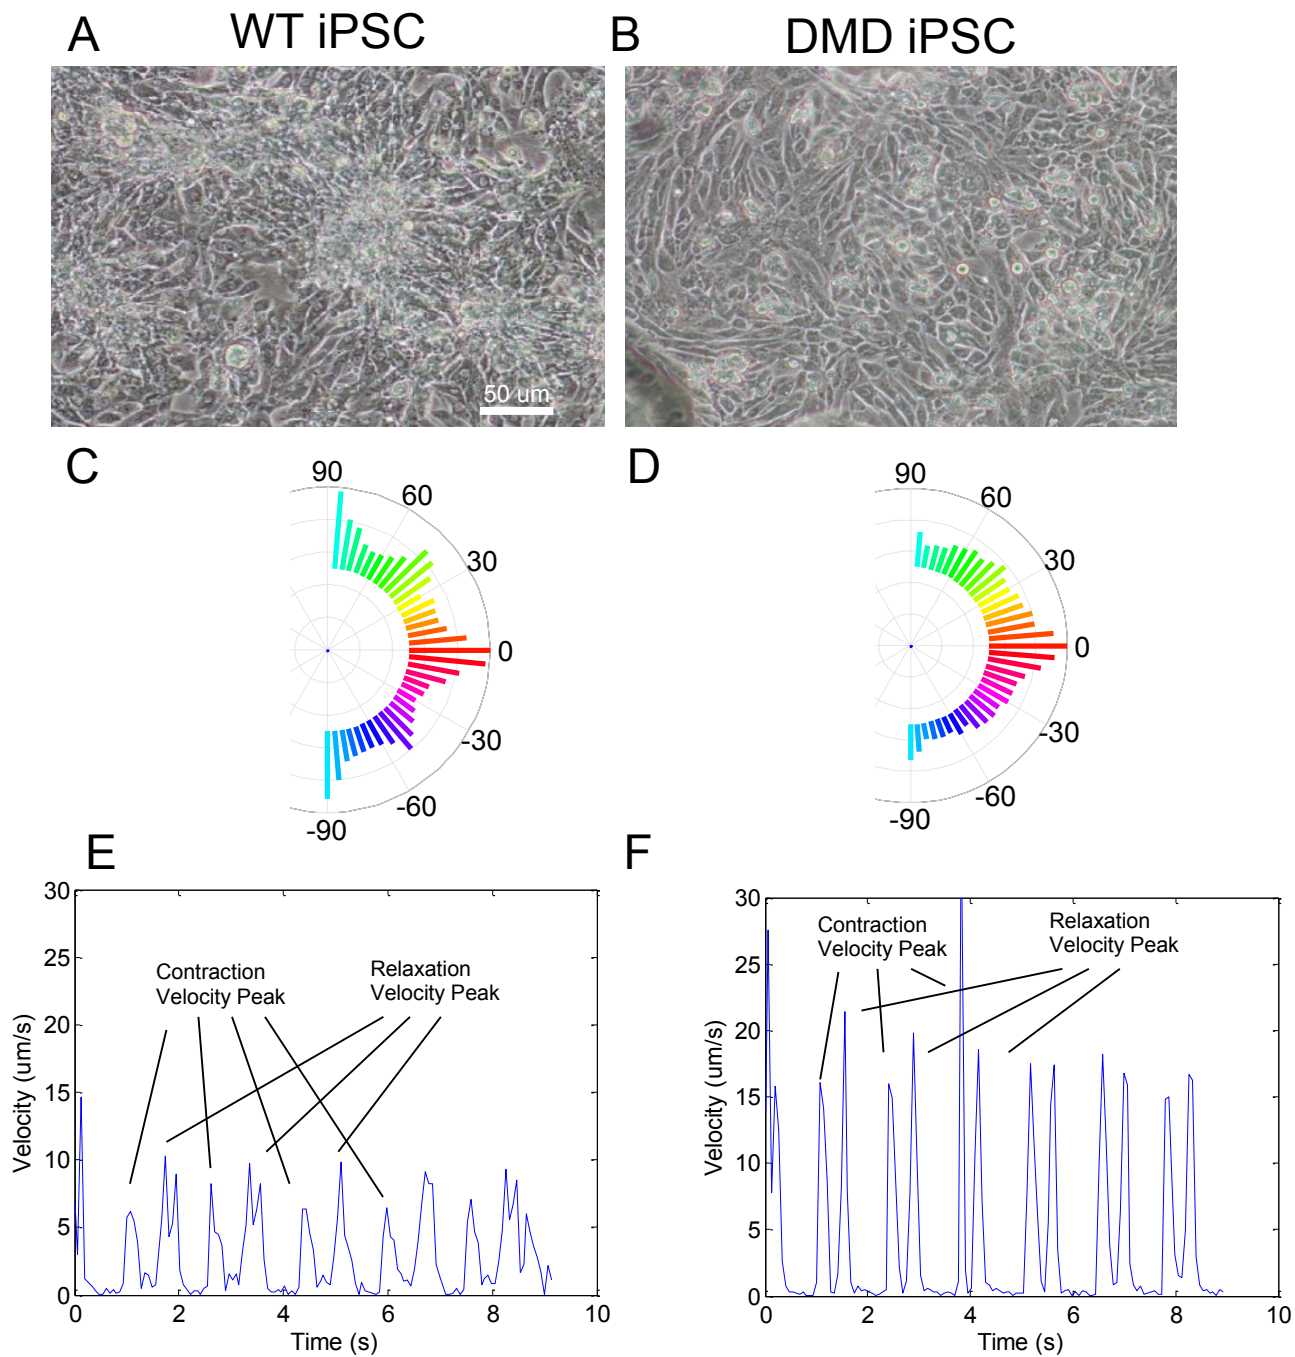 A WT iPSC B DMD iPSC
50 um
C D
90 90
60 60
30 30
0 0
-30 -30
-60 -60
-90 -90
E F
30
25
20
15
10
5
0
Velocity (um/s)
Contraction
Velocity Peak
Relaxation
Velocity Peak
0 2 4 6 8 10
Time (s)
30
25
20
15
10
5
0
Velocity (um/s)
Contraction
Velocity Peak
Relaxation
Velocity Peak
0 2 4 6 8 10
Time (s)